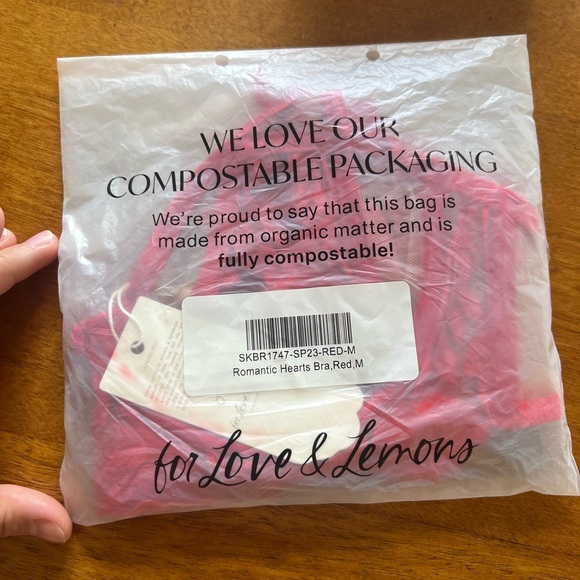 WE LOVE OUR
COMPOSTABLE PACKAGING
We're proud to say that this bag is
made from organic matter and is
fully compostable!
SKBR1747-SP23-RED-M
Romantic Hearts Bra,Red,M
for Love & Lemons